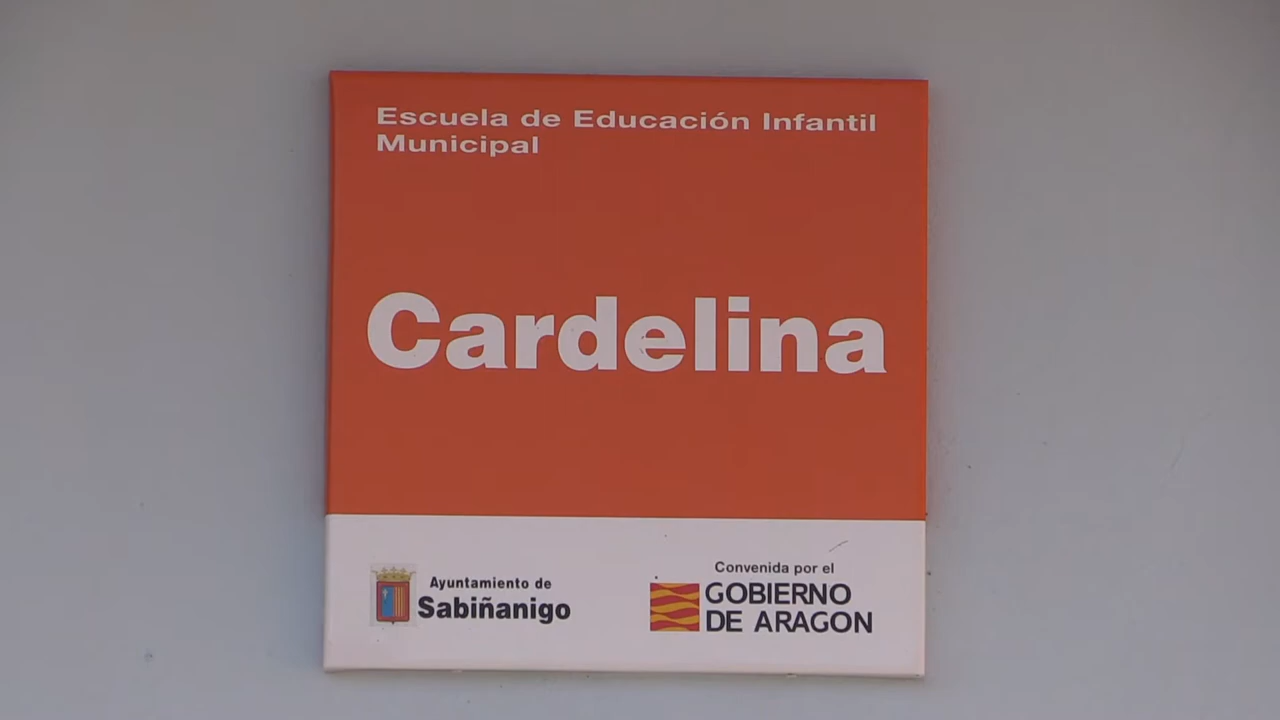 Escuela de Educación Infantil
Municipal
Cardelina
Ayuntamiento de
Sabiñanigo
Convenida por el
GOBIERNO
DE ARAGON